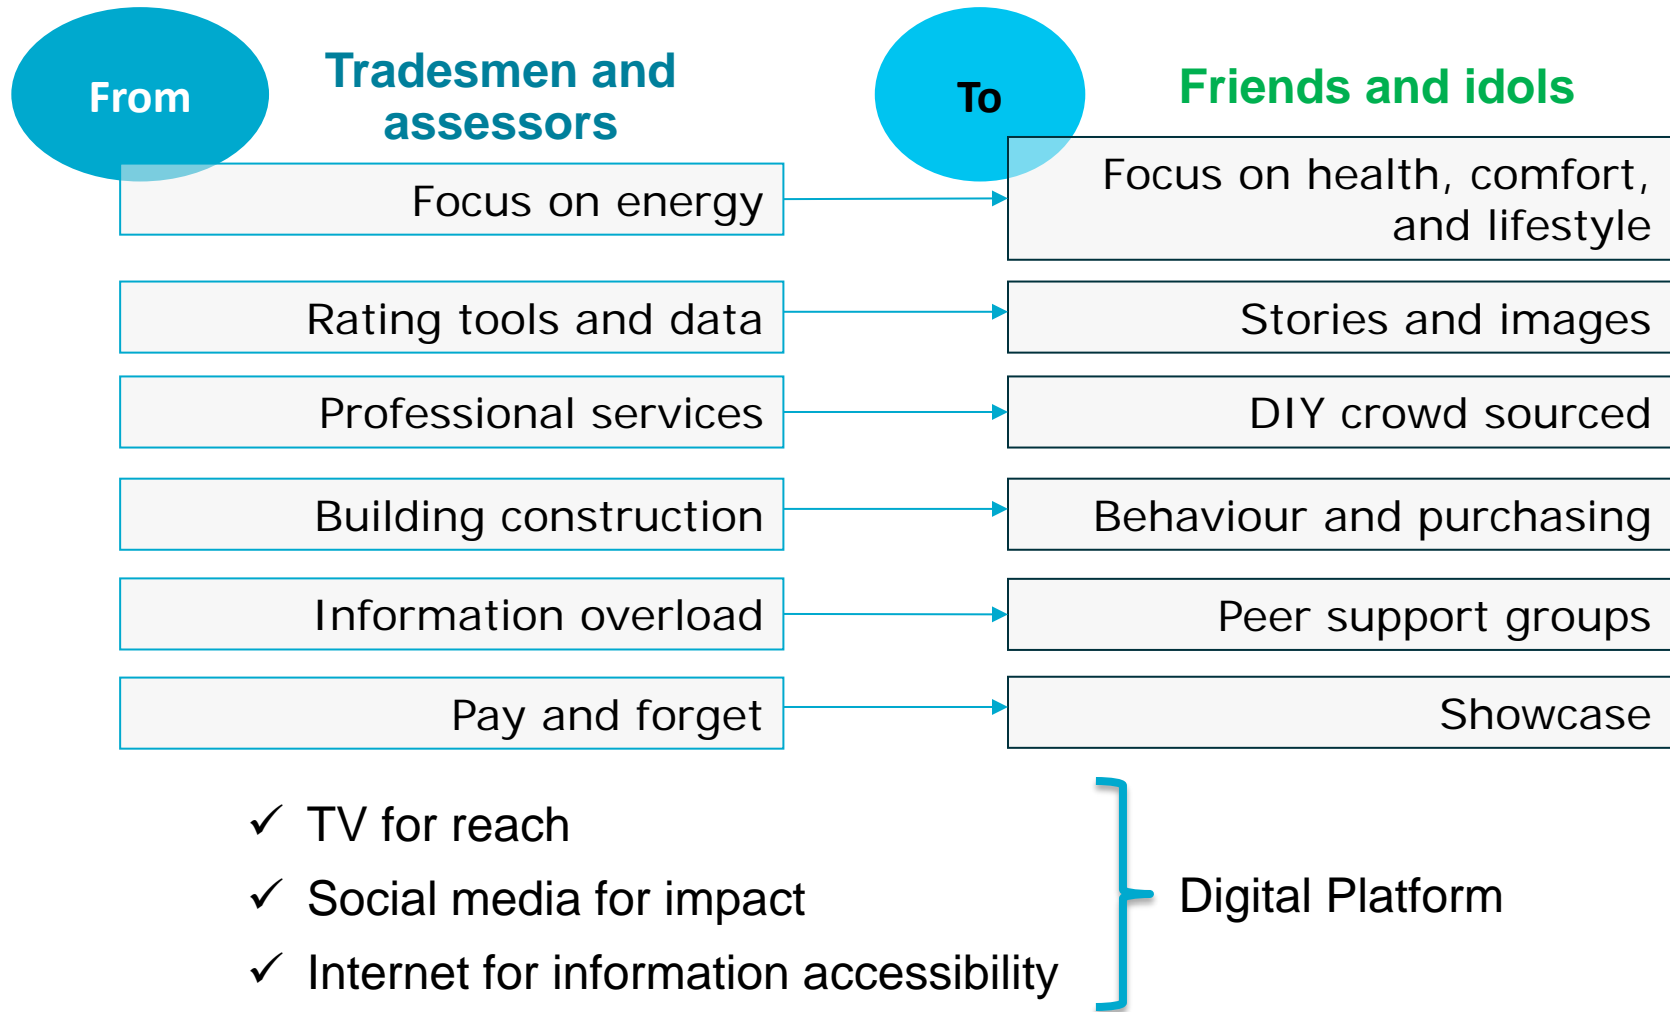 From
Tradesmen and
assessors
To
Friends and idols
Focus on energy
Focus on health, comfort,
and lifestyle
Rating tools and data
Stories and images
Professional services
DIY crowd sourced
Building construction
Behaviour and purchasing
Information overload
Peer support groups
Pay and forget
Showcase
✓ TV for reach
✓ Social media for impact
✓ Internet for information accessibility
Digital Platform